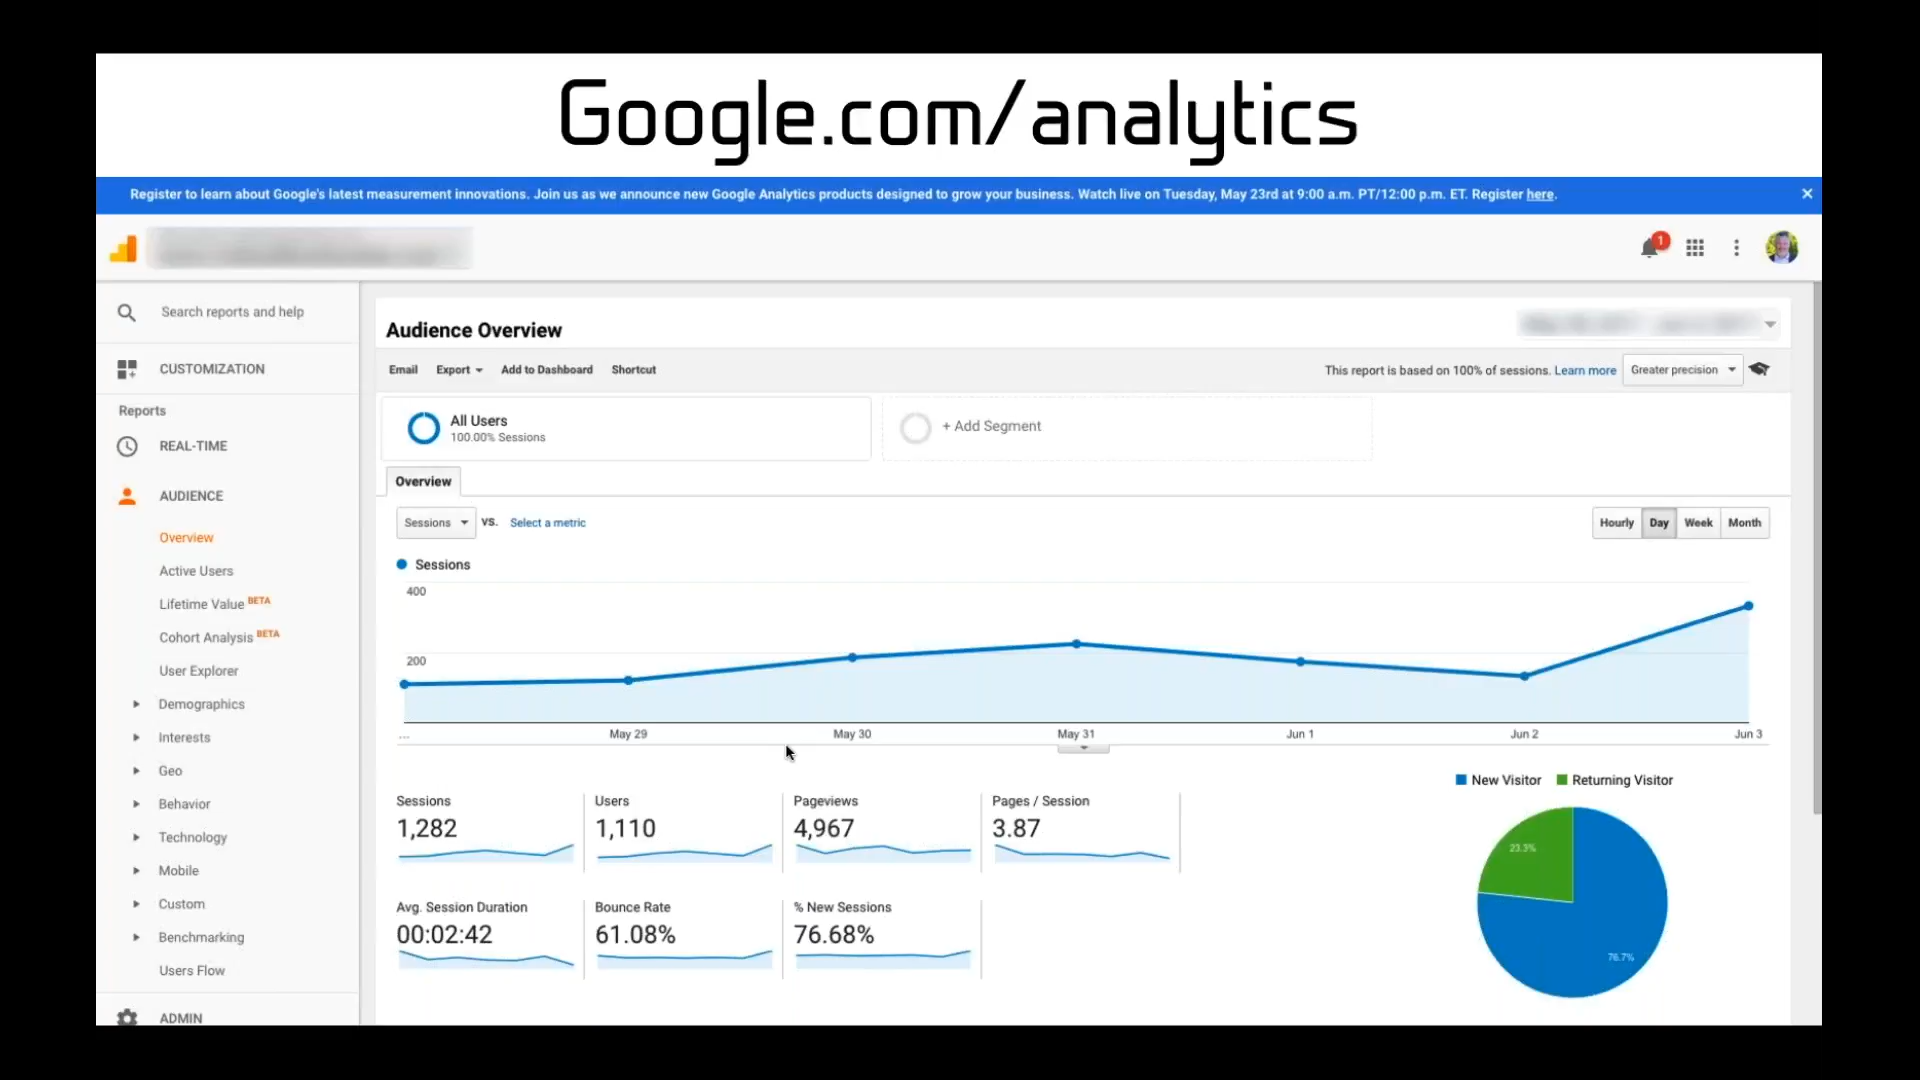 Google.com/analytics
Register to learn about Google's latest measurement innovations. Join us as we announce new Google Analytics products designed to grow your business. Watch live on Tuesday, May 23rd at 9:00 a.m. PT/12:00 p.m. ET. Register here.
1
Search reports and help
CUSTOMIZATION
Reports
REAL-TIME
AUDIENCE
Overview
Active Users
Lifetime Value BETA
Cohort Analysis BETA
User Explorer
Demographics
Interests
Geo
Behavior
Technology
Mobile
Custom
Benchmarking
Users Flow
ADMIN
Audience Overview
Email Export Add to Dashboard Shortcut
This report is based on 100% of sessions. Learn more Greater precision
All Users
100.00% Sessions
+ Add Segment
Overview
Sessions VS. Select a metric
Hourly Day Week Month
Sessions
400
200
... May 29 May 30 May 31 Jun 1 Jun 2 Jun 3
New Visitor Returning Visitor
Sessions Users Pageviews Pages / Session
1,282 1,110 4,967 3.87
23.3%
Avg. Session Duration Bounce Rate % New Sessions
00:02:42 61.08% 76.68%
76.7%